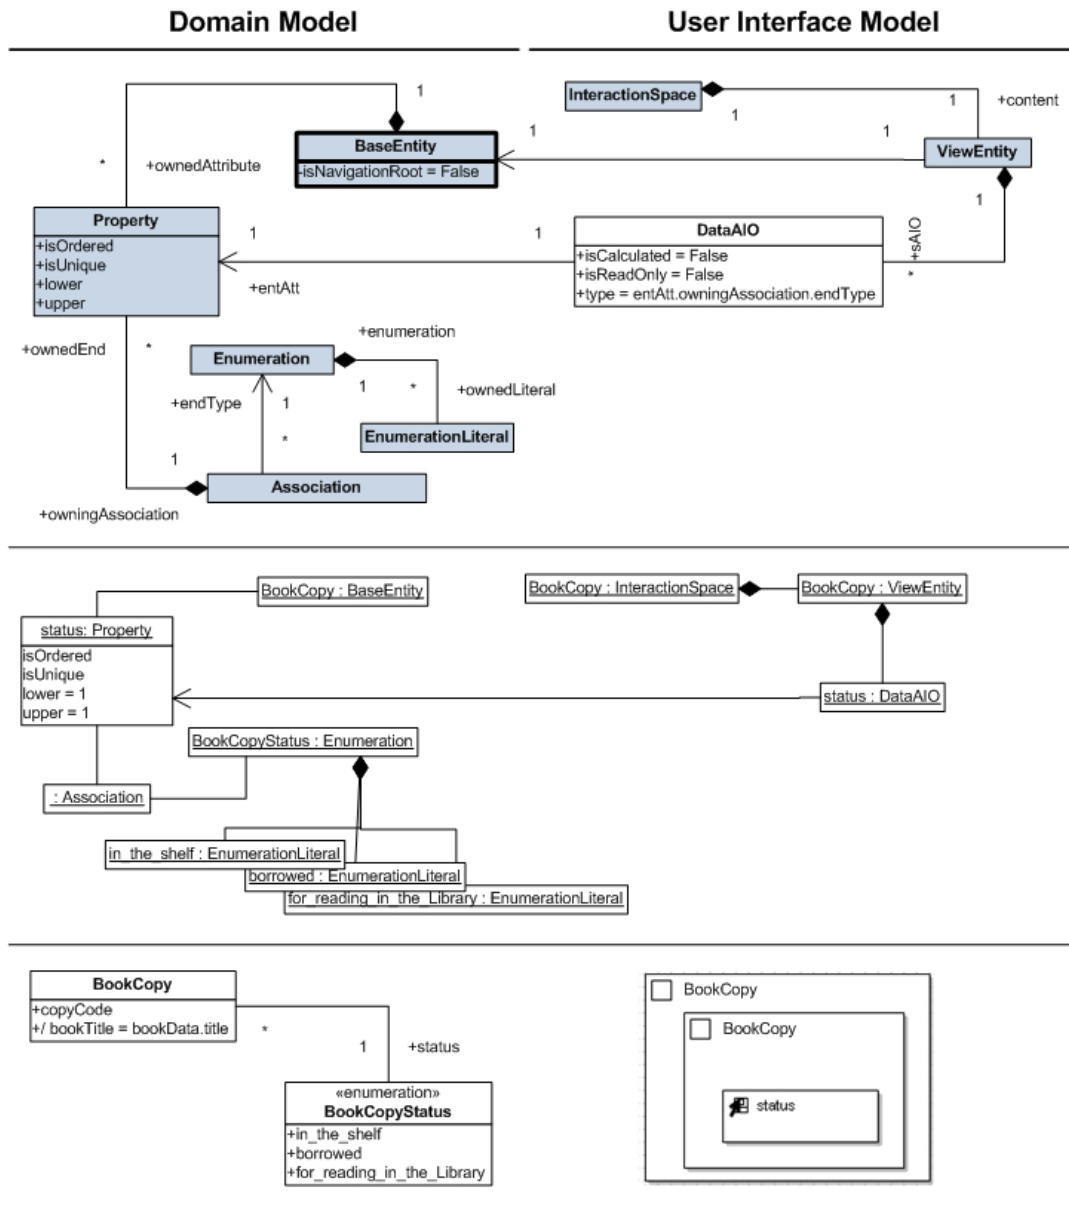 Domain Model
User Interface Model
1
InteractionSpace
1
1
+content
BaseEntity
-isNavigationRoot = False
1
1
ViewEntity
*
+ownedAttribute
1
Property
+isOrdered
+isUnique
+lower
+upper
1
+entAtt
1
DataAIO
+isCalculated = False
+isReadOnly = False
+type = entAtt.owningAssociation.endType
* +sAIO
+ownedEnd
*
+enumeration
Enumeration
1
*
+ownedLiteral
+endType
1
*
EnumerationLiteral
1
Association
+owningAssociation
BookCopy : BaseEntity
BookCopy : InteractionSpace
BookCopy : ViewEntity
status: Property
isOrdered
isUnique
lower = 1
upper = 1
status : DataAIO
BookCopyStatus : Enumeration
: Association
in_the_shelf : EnumerationLiteral
borrowed : EnumerationLiteral
for_reading_in_the_Library : EnumerationLiteral
BookCopy
+copyCode
+/ bookTitle = bookData.title
*
1
+status
«enumeration»
BookCopyStatus
+in_the_shelf
+borrowed
+for_reading_in_the_Library
BookCopy
BookCopy
status